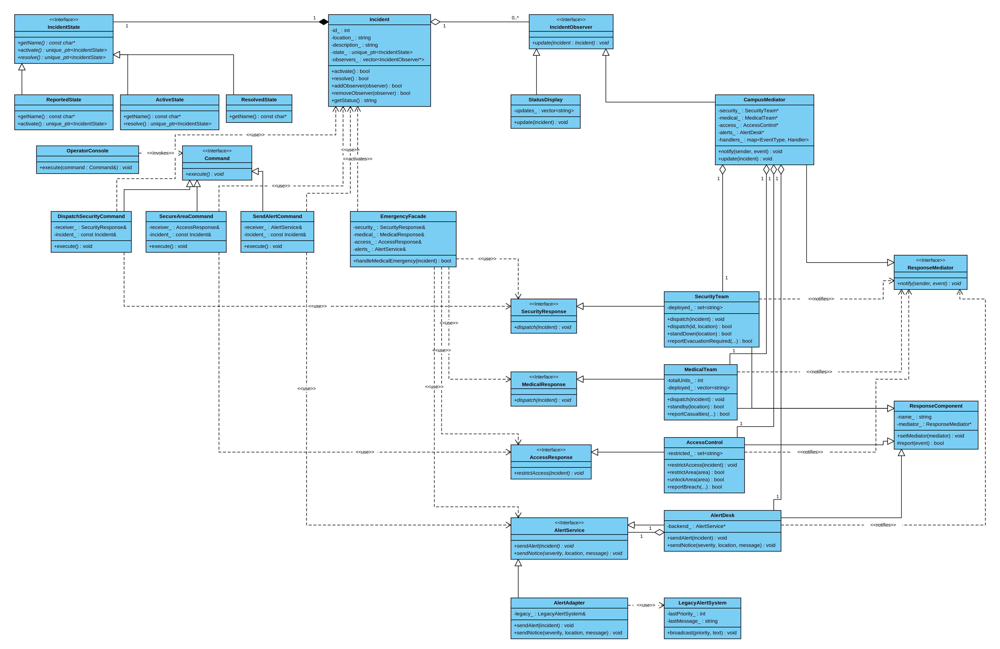 <<Interface>>
IncidentState
+getName() : const char*
+activate() : unique_ptr<IncidentState>
+resolve() : unique_ptr<IncidentState>
1
1
Incident
-id_ : int
-location_ : string
-description_ : string
-state_ : unique_ptr<IncidentState>
-observers_ : vector<IncidentObserver*>
+activate() : bool
+resolve() : bool
+addObserver(observer) : bool
+removeObserver(observer) : bool
+getStatus() : string
1
0..*
<<Interface>>
IncidentObserver
+update(incident : Incident) : void
ReportedState
+getName() : const char*
+activate() : unique_ptr<IncidentState>
ActiveState
+getName() : const char*
+resolve() : unique_ptr<IncidentState>
ResolvedState
+getName() : const char*
StatusDisplay
-updates_ : vector<string>
+update(incident) : void
CampusMediator
-security_ : SecurityTeam*
-medical_ : MedicalTeam*
-access_ : AccessControl*
-alerts_ : AlertDesk*
-handlers_ : map<EventType, Handler>
+notify(sender, event) : void
+update(incident) : void
<<use>>
OperatorConsole
+execute(command : Command&) : void
<<invokes>>
<<Interface>>
Command
+execute() : void
<<use>>
<<activates>>
<<use>>
1
1
1
1
DispatchSecurityCommand
-receiver_ : SecurityResponse&
-incident_ : const Incident&
+execute() : void
SecureAreaCommand
-receiver_ : AccessResponse&
-incident_ : const Incident&
+execute() : void
SendAlertCommand
-receiver_ : AlertService&
-incident_ : const Incident&
+execute() : void
EmergencyFacade
-security_ : SecurityResponse&
-medical_ : MedicalResponse&
-access_ : AccessResponse&
-alerts_ : AlertService&
+handleMedicalEmergency(incident) : bool
<<use>>
<<Interface>>
ResponseMediator
+notify(sender, event) : void
1
<<use>>
<<Interface>>
SecurityResponse
+dispatch(incident) : void
SecurityTeam
-deployed_ : set<string>
+dispatch(incident) : void
+dispatch(id, location) : bool
+standDown(location) : bool
+reportEvacuationRequired(...) : bool
<<notifies>>
<<use>>
<<use>>
1
<<use>>
<<use>>
<<Interface>>
MedicalResponse
+dispatch(incident) : void
MedicalTeam
-totalUnits_ : int
-deployed_ : vector<string>
+dispatch(incident) : void
+standby(location) : bool
+reportCasualties(...) : bool
<<notifies>>
ResponseComponent
-name_ : string
-mediator_ : ResponseMediator*
+setMediator(mediator) : void
#report(event) : bool
1
<<use>>
<<Interface>>
AccessResponse
+restrictAccess(incident) : void
AccessControl
-restricted_ : set<string>
+restrictAccess(incident) : void
+restrictArea(area) : bool
+unlockArea(area) : bool
+reportBreach(...) : bool
<<notifies>>
1
<<Interface>>
AlertService
+sendAlert(incident) : void
+sendNotice(severity, location, message) : void
1
1
AlertDesk
-backend_ : AlertService*
+sendAlert(incident) : void
+sendNotice(severity, location, message) : void
<<notifies>>
AlertAdapter
-legacy_ : LegacyAlertSystem&
+sendAlert(incident) : void
+sendNotice(severity, location, message) : void
<<use>>
LegacyAlertSystem
-lastPriority_ : int
-lastMessage_ : string
+broadcast(priority, text) : void